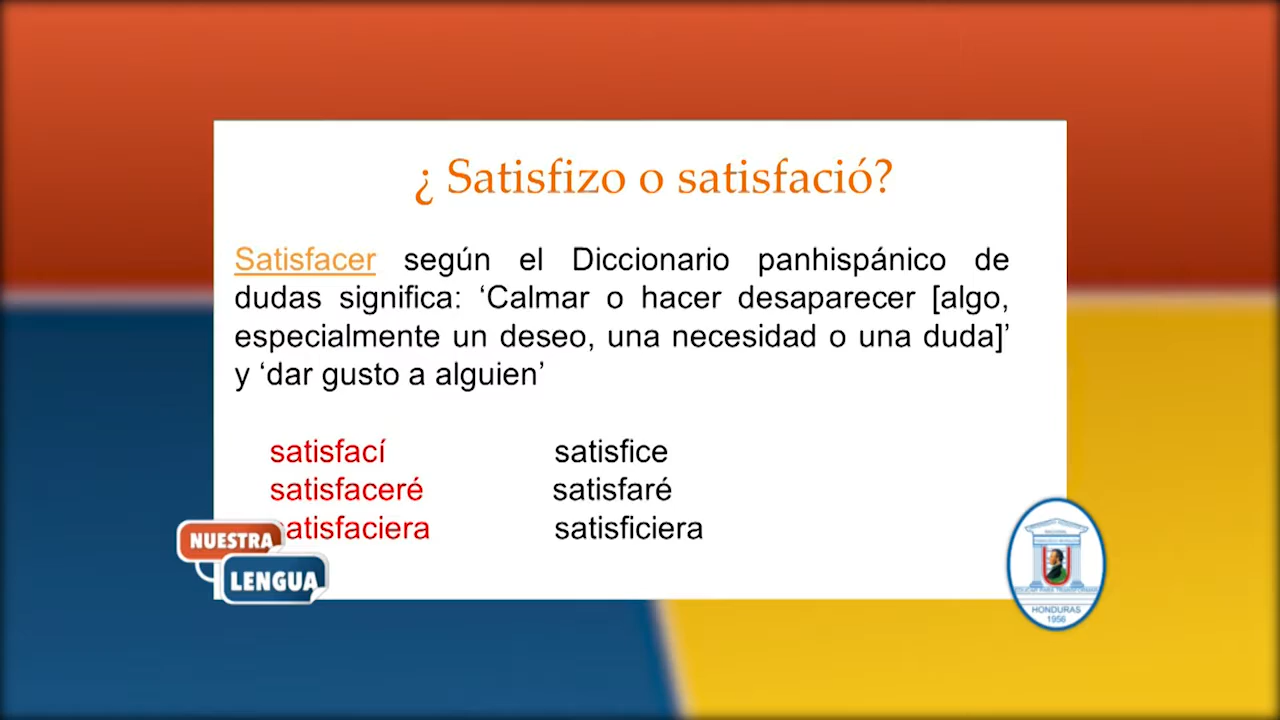 ¿ Satisfizo o satisfació?
Satisfacer según el Diccionario panhispánico de
dudas significa: ‘Calmar o hacer desaparecer [algo,
especialmente un deseo, una necesidad o una duda]’
y ‘dar gusto a alguien’
satisfací satisfice
satisfaceré satisfaré
atisfaciera satisficiera
NUESTRA
LENGUA
HONDURAS
1956